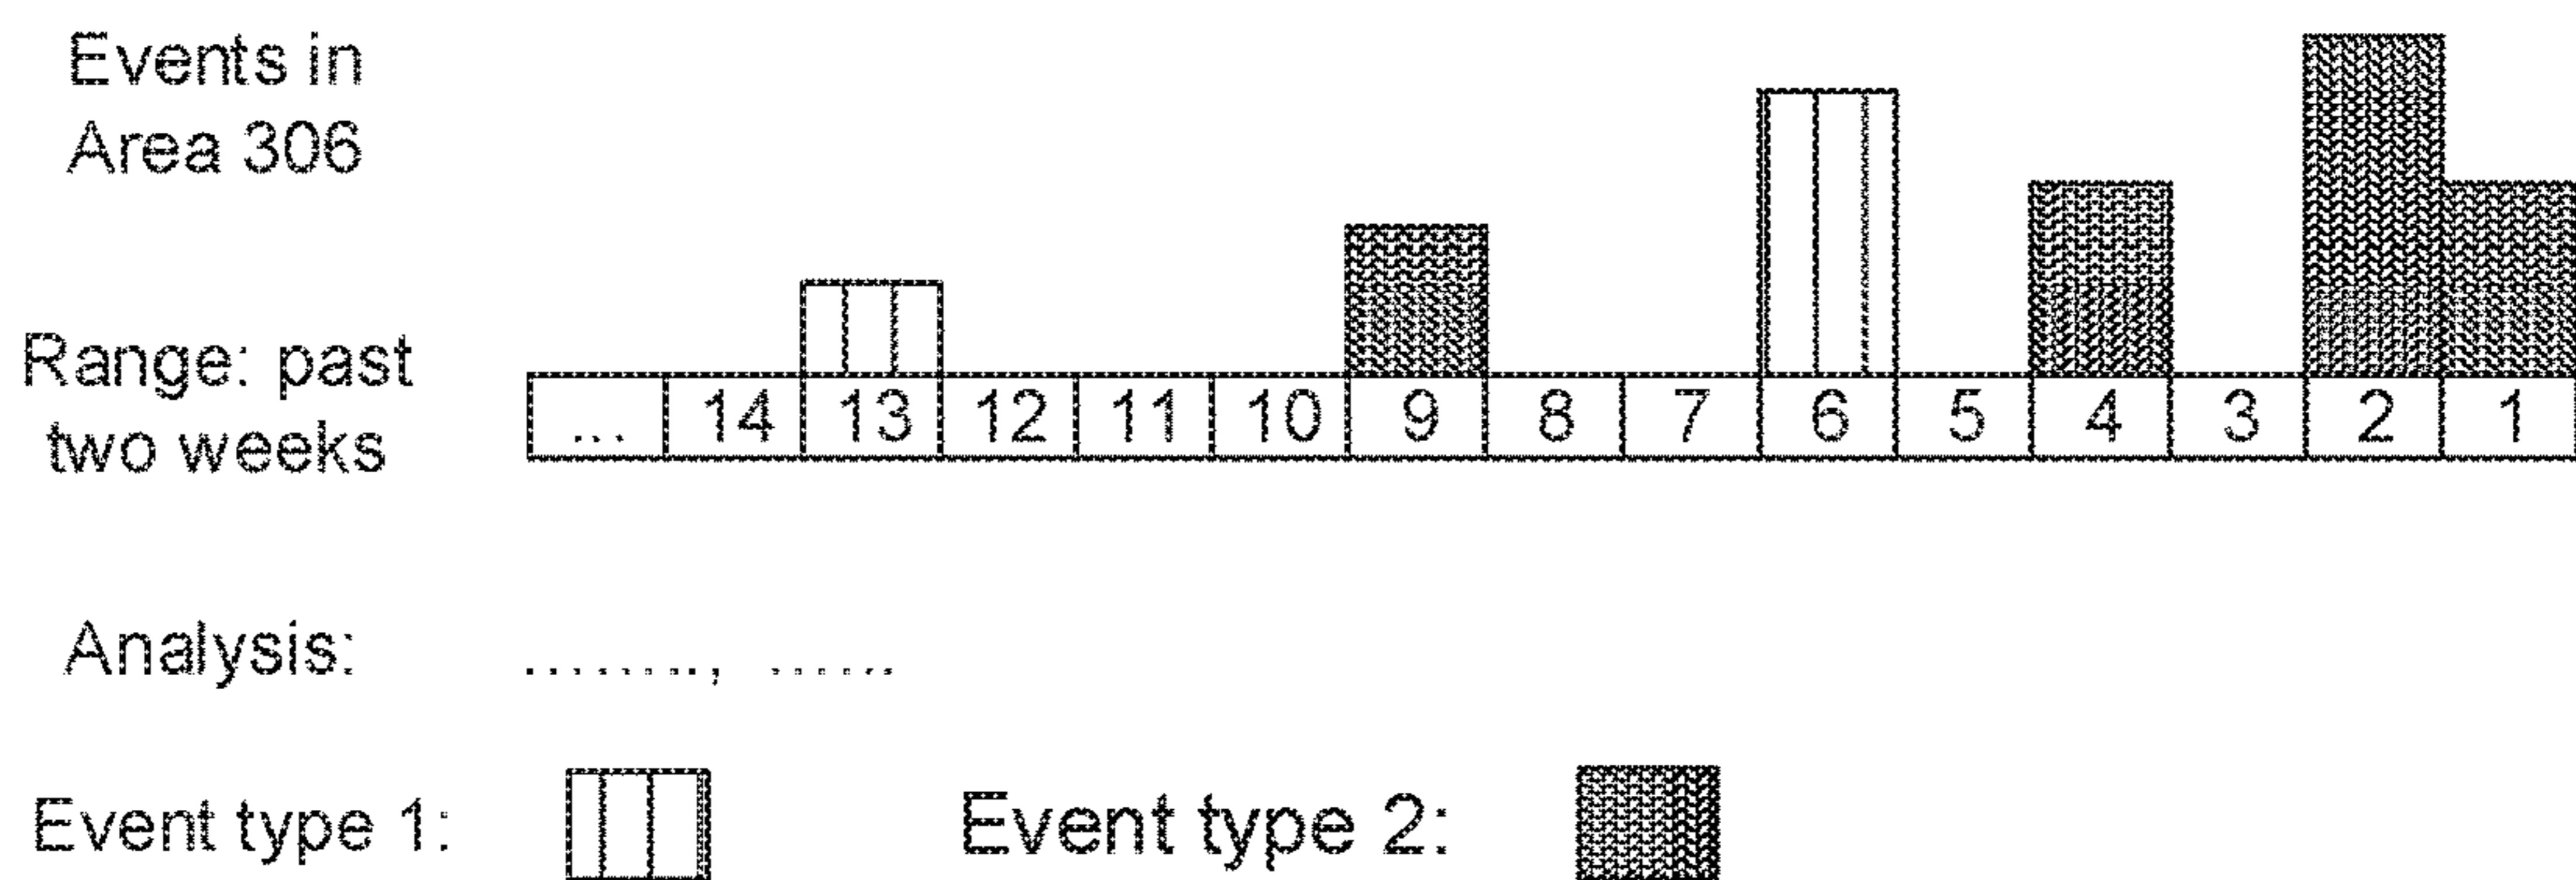 Events in
Area 306
Range: past
two weeks
... 14 13 12 11 10 9 8 7 6 5 4 3 2 1
Analysis: ........., ......
Event type 1: Event type 2: